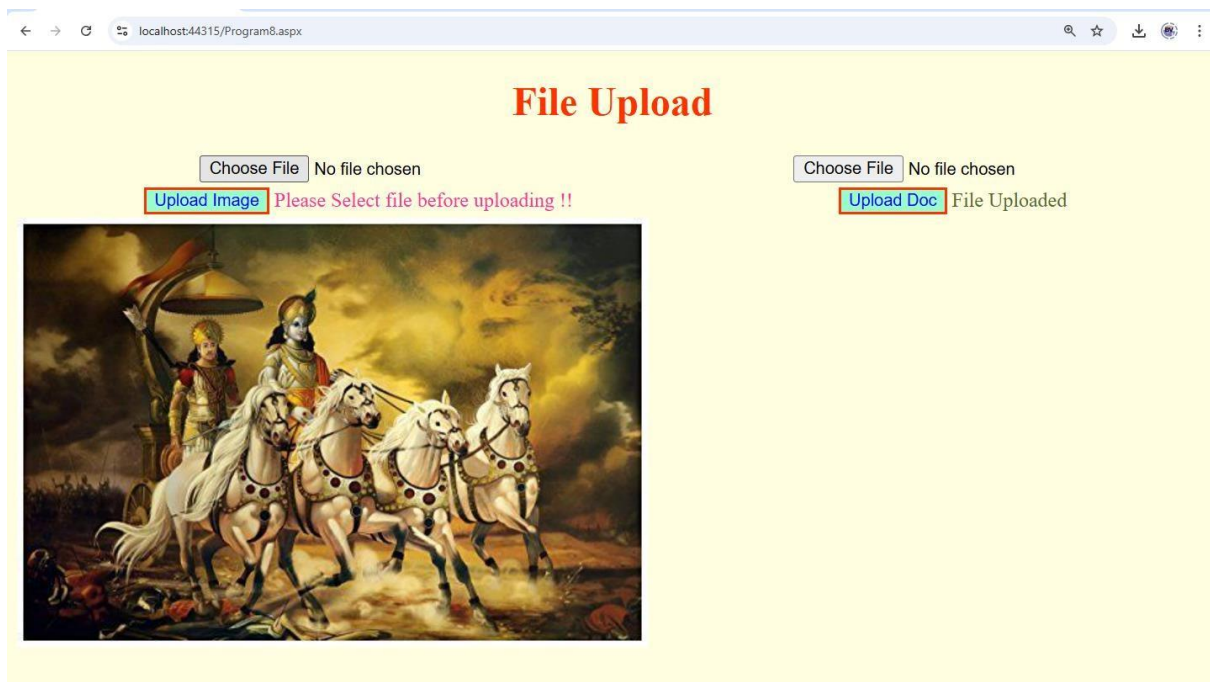 localhost:44315/Program8.aspx
File Upload
Choose File No file chosen
Upload Image Please Select file before uploading !!
Choose File No file chosen
Upload Doc File Uploaded